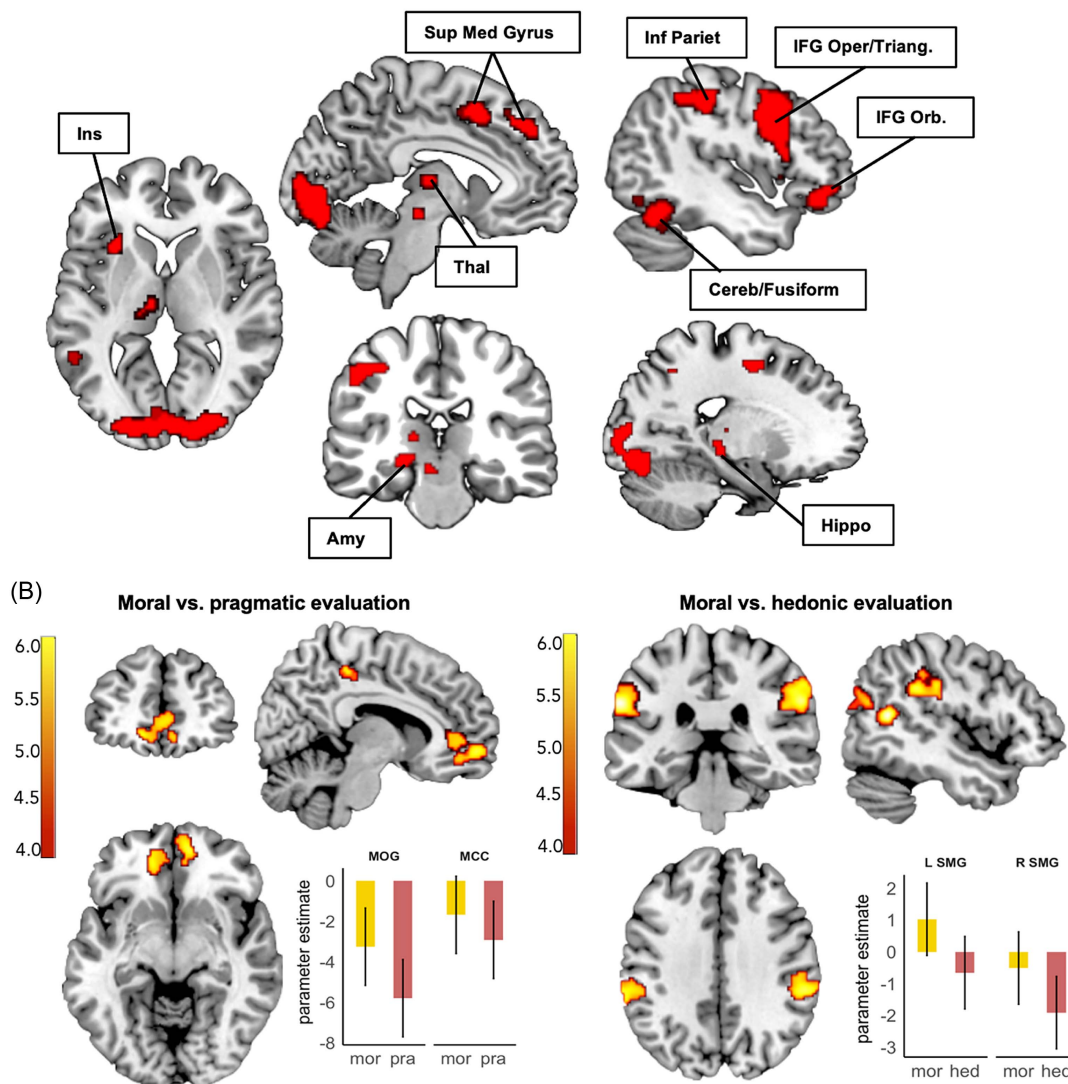 Sup Med Gyrus
Inf Pariet
IFG Oper/Triang.
IFG Orb.
Ins
Thal
Cereb/Fusiform
Amy
Hippo
(B)
Moral vs. pragmatic evaluation
6.0
5.5
5.0
4.5
4.0
MOG MCC
parameter estimate
0
-2
-4
-6
-8
mor pra mor pra
Moral vs. hedonic evaluation
6.0
5.5
5.0
4.5
4.0
L SMG R SMG
parameter estimate
2
1
0
-1
-2
-3
mor hed mor hed